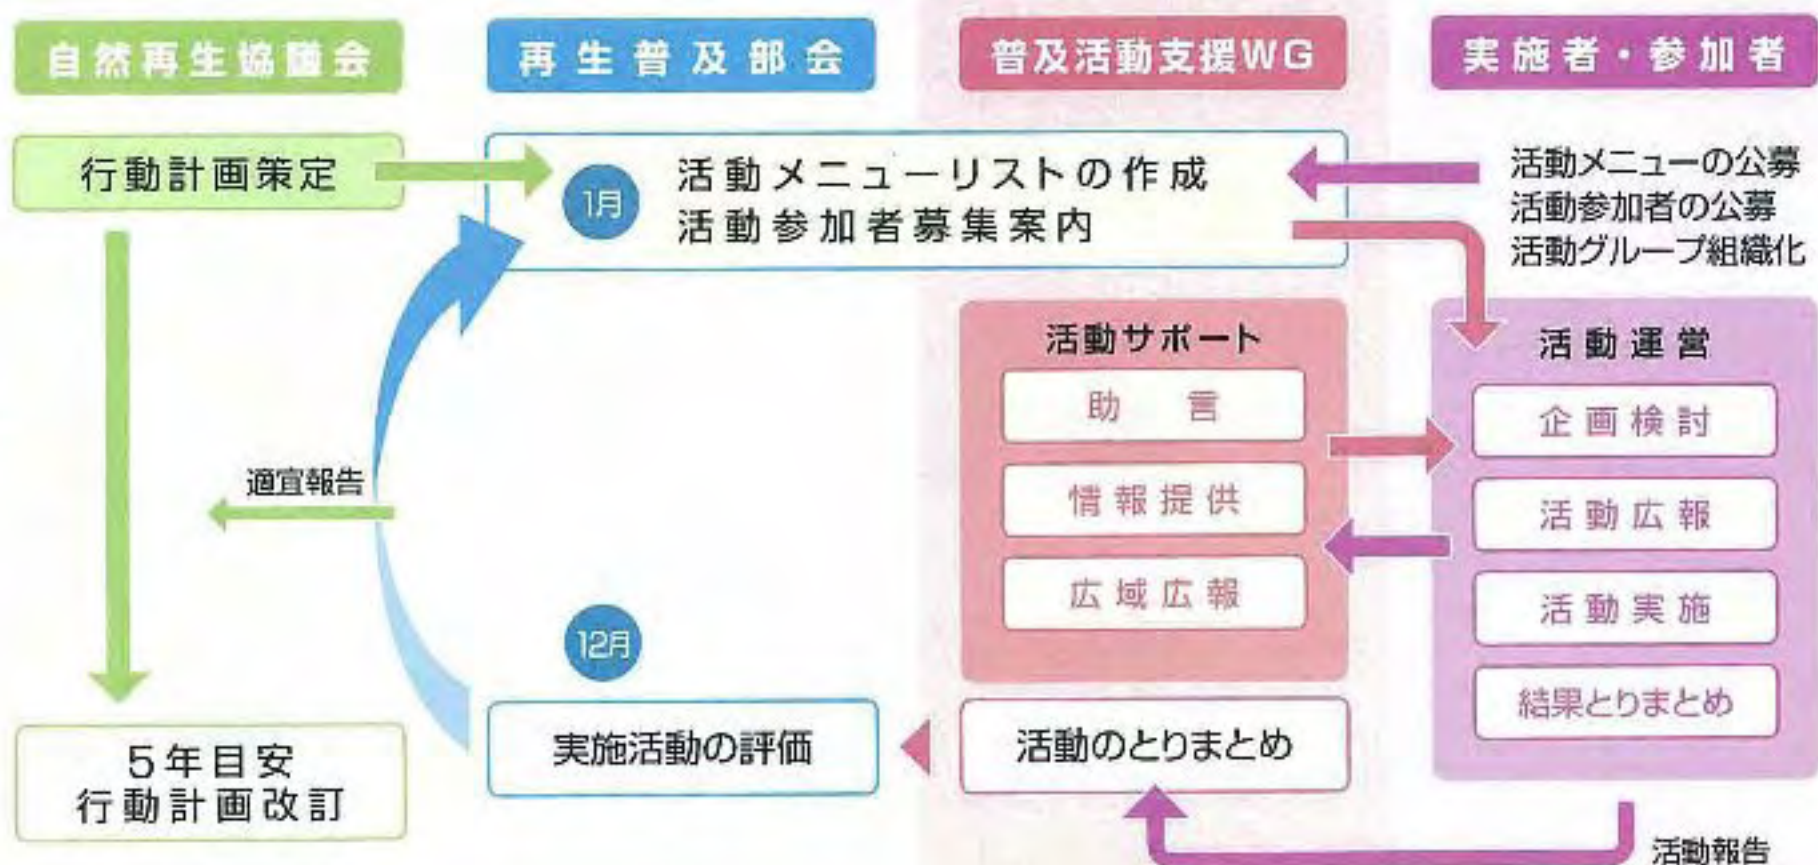 自然再生協議会
再生普及部会
普及活動支援WG
実施者・参加者
行動計画策定
1月
活動メニューリストの作成
活動参加者募集案内
活動メニューの公募
活動参加者の公募
活動グループ組織化
活動サポート
助言
情報提供
広域広報
活動運営
企画検討
活動広報
活動実施
結果とりまとめ
適宜報告
12月
5年目安
行動計画改訂
実施活動の評価
活動のとりまとめ
活動報告